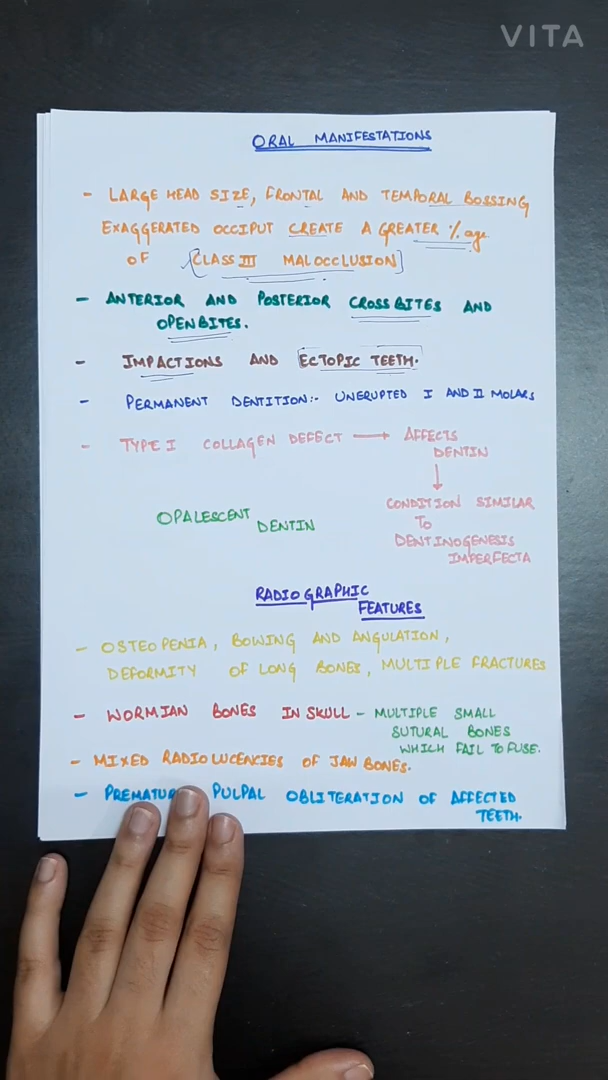 VITA
ORAL MANIFESTATIONS
- LARGE HEAD SIZE, FRONTAL AND TEMPORAL BOSSING
EXAGGERATED OCCIPUT CREATE A GREATER %age
OF [CLASS III MALOCCLUSION]
- ANTERIOR AND POSTERIOR CROSSBITES AND
OPENBITES.
- IMPACTIONS AND ECTOPIC TEETH.
- PERMANENT DENTITION:- UNERUPTED I AND II MOLARS
- TYPE I COLLAGEN DEFECT → AFFECTS
DENTIN
↓
CONDITION SIMILAR
TO
DENTINOGENESIS
IMPERFECTA
OPALESCENT
DENTIN
RADIOGRAPHIC
FEATURES
- OSTEOPENIA, BOWING AND ANGULATION,
DEFORMITY OF LONG BONES, MULTIPLE FRACTURES
- WORMIAN BONES IN SKULL - MULTIPLE SMALL
SUTURAL BONES
WHICH FAIL TO FUSE.
- MIXED RADIOLUCENCIES OF JAW BONES.
- PREMATUR PULPAL OBLITERATION OF AFFECTED
TEETH.